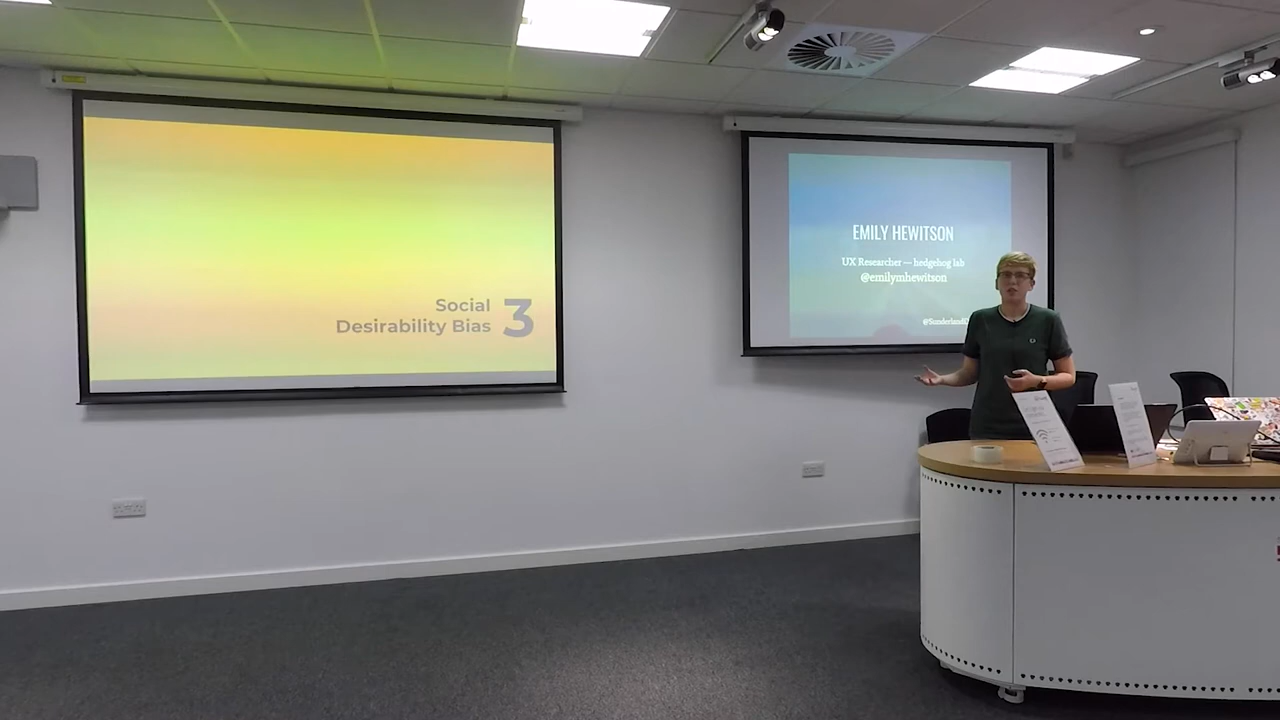 Social
Desirability Bias
3
EMILY HEWITSON
UX Researcher — hedgehog lab
@emilymhewitson